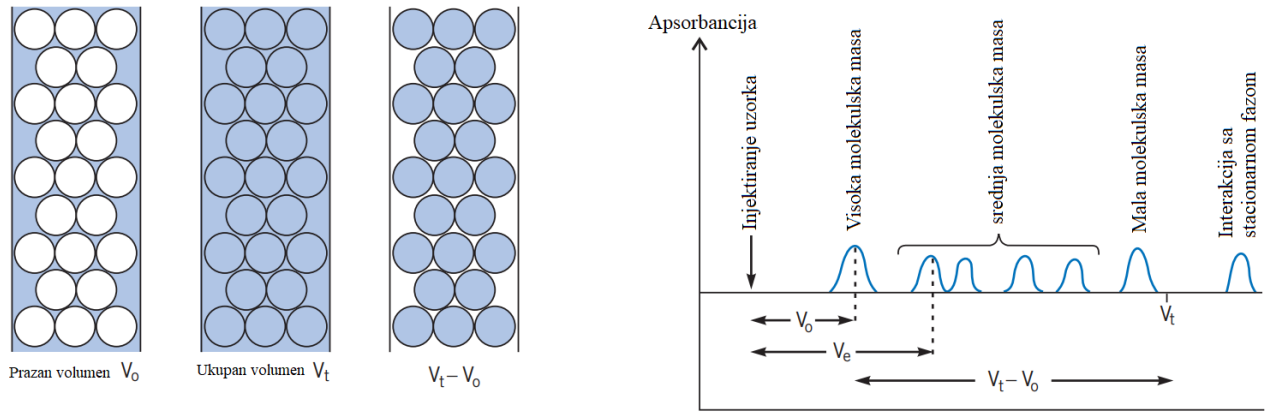 Prazan volumen V₀
Ukupan volumen Vₜ
Vₜ – V₀
Apsorbancija
Injektiranje uzorka
Visoka molekulska masa
srednja molekulska masa
Mala molekulska masa
Interakcija sa
stacionarnom fazom
V₀
Vₜ
Vₑ
Vₜ – V₀